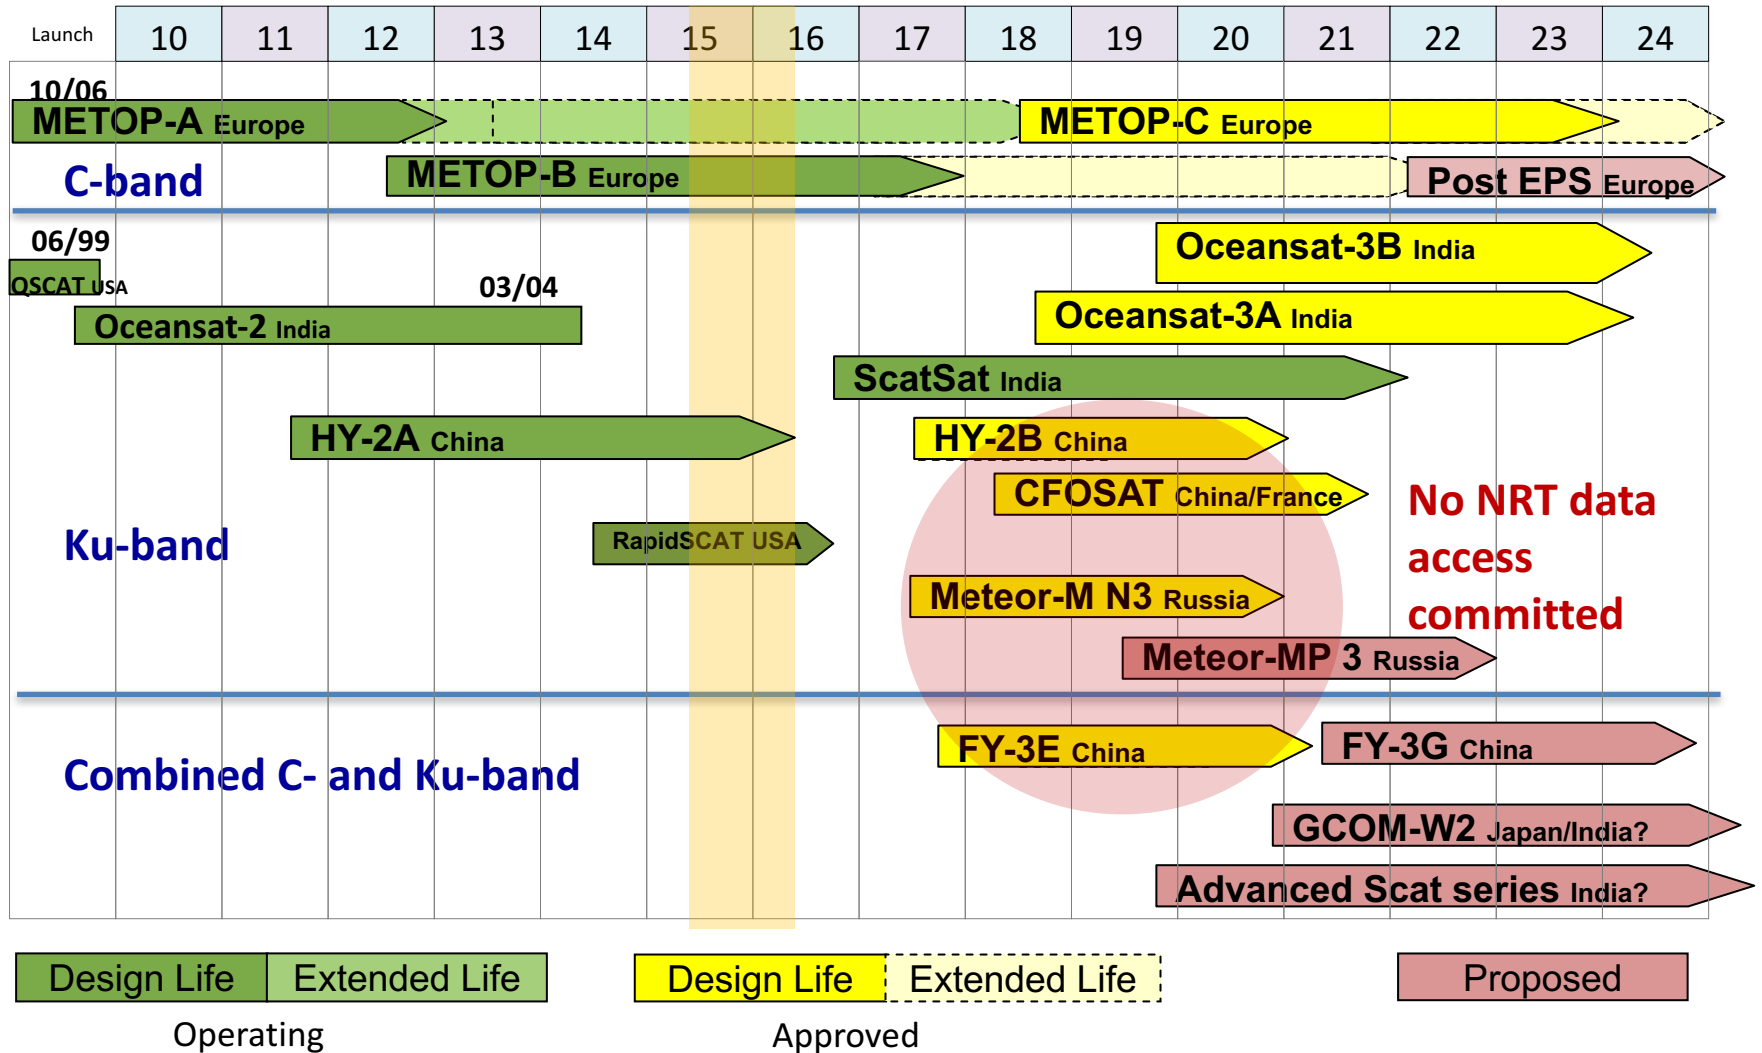 Launch 10 11 12 13 14 15 16 17 18 19 20 21 22 23 24
10/06
METOP-A Europe
METOP-C Europe
C-band
METOP-B Europe
Post EPS Europe
06/99
Oceansat-3B India
QSCAT USA
03/04
Oceansat-2 India
Oceansat-3A India
ScatSat India
HY-2A China
HY-2B China
CFOSAT China/France
No NRT data
access
committed
Ku-band
RapidSCAT USA
Meteor-M N3 Russia
Meteor-MP 3 Russia
FY-3E China
FY-3G China
Combined C- and Ku-band
GCOM-W2 Japan/India?
Advanced Scat series India?
Design Life Extended Life
Design Life Extended Life
Proposed
Operating
Approved